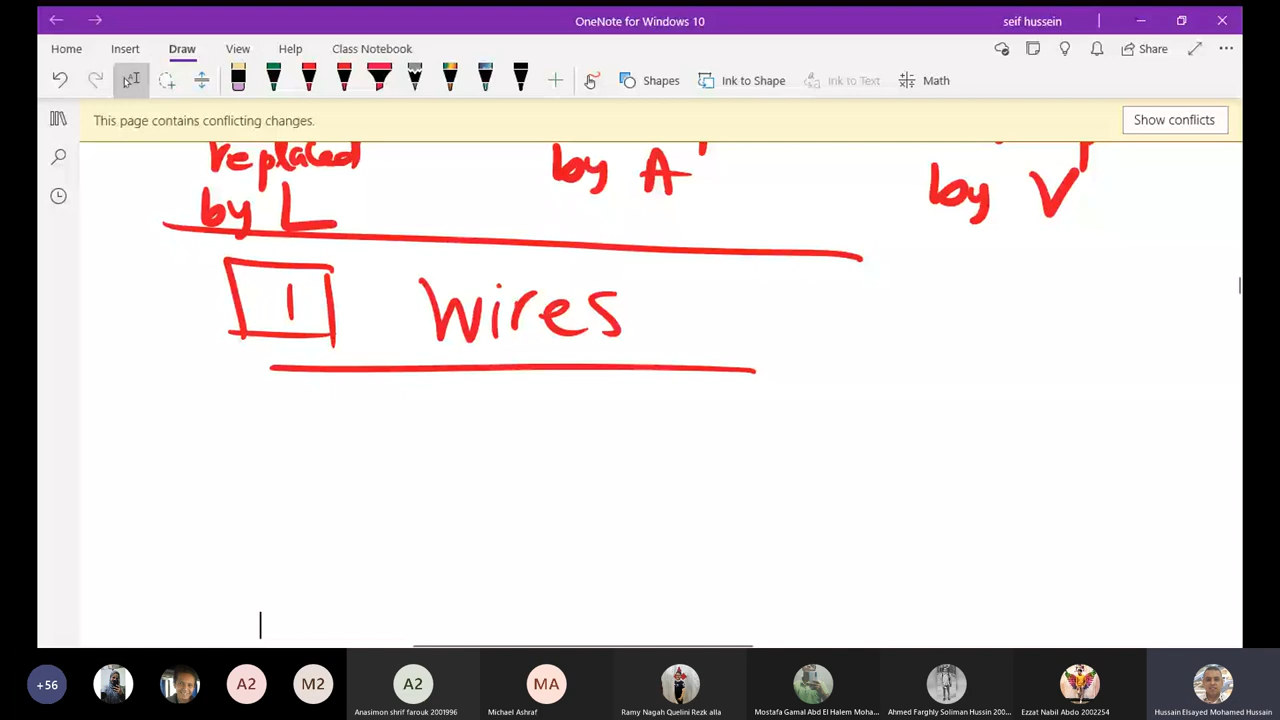 OneNote for Windows 10
seif hussein
Home Insert Draw View Help Class Notebook
Share
Shapes Ink to Shape Ink to Text Math
This page contains conflicting changes.
Show conflicts
replaced
by L
by A
by V
1 wires
+56 A2 M2 A2 MA
Anasimon shrif farouk 2001996 Michael Ashraf Ramy Nagah Quelini Rezk alla Mostafa Gamal Abd El Halem Moha... Ahmed Farghly Soliman Hussin 200... Ezzat Nabil Abdo 2002254 Hussain Elsayed Mohamed Hussain